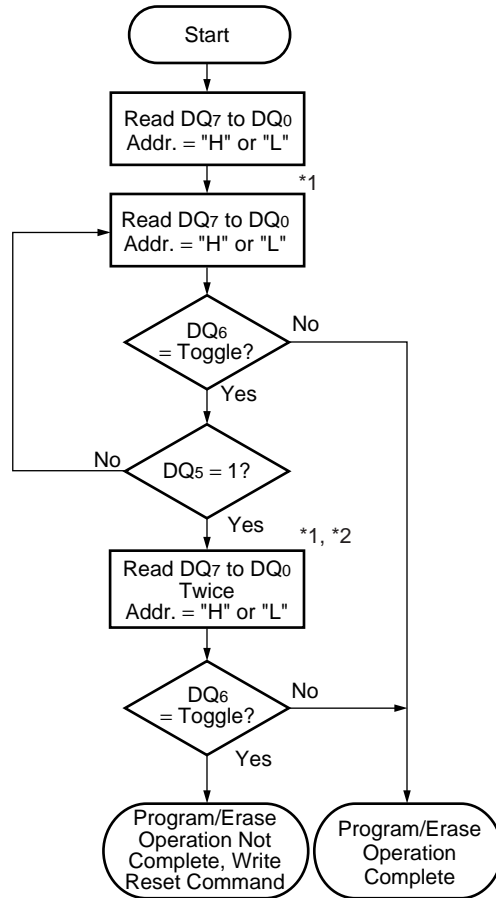 Start
Read DQ7 to DQ0
Addr. = "H" or "L"
*1
Read DQ7 to DQ0
Addr. = "H" or "L"
DQ6
= Toggle?
No
Yes
No
DQ5 = 1?
Yes
*1, *2
Read DQ7 to DQ0
Twice
Addr. = "H" or "L"
DQ6
= Toggle?
No
Yes
Program/Erase
Operation Not
Complete, Write
Reset Command
Program/Erase
Operation
Complete